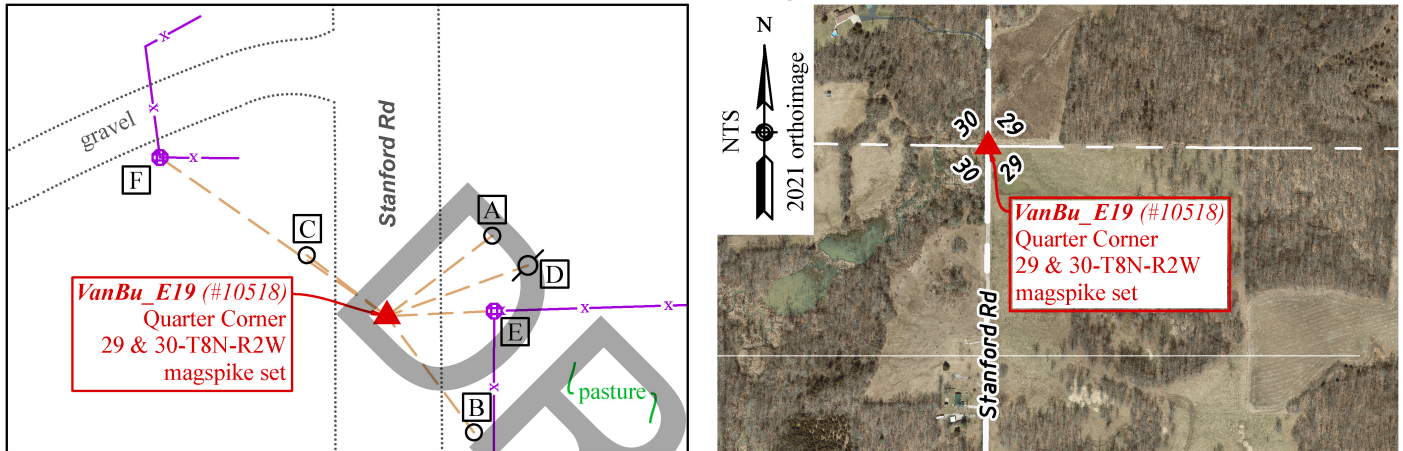 gravel
F
C
Stanford Rd
A
D
E
B
x
x
x
x
x
x
x
pasture
VanBu_E19 (#10518)
Quarter Corner
29 & 30-T8N-R2W
magspike set
D
R
N
NTS
2021 orthoimage
30
29
30
29
VanBu_E19 (#10518)
Quarter Corner
29 & 30-T8N-R2W
magspike set
Stanford Rd